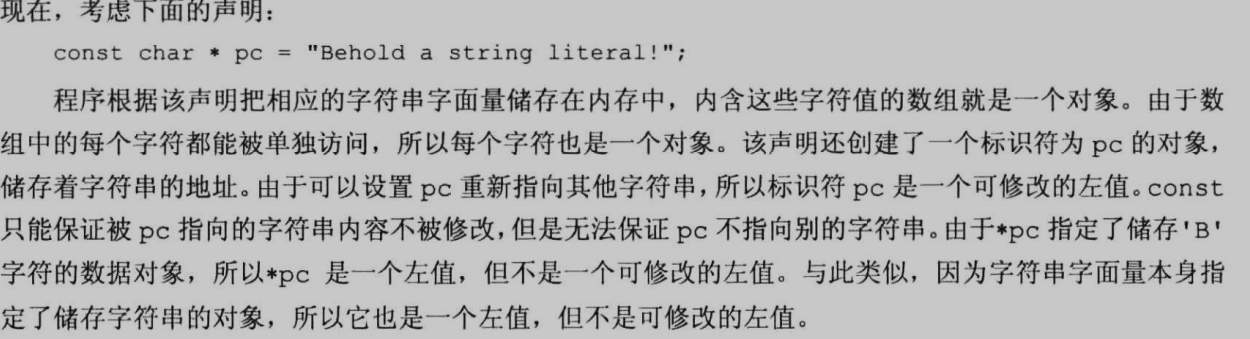 现在，考虑下面的声明：
const char * pc = "Behold a string literal!";
程序根据该声明把相应的字符串字面量储存在内存中，内含这些字符值的数组就是一个对象。由于数
组中的每个字符都能被单独访问，所以每个字符也是一个对象。该声明还创建了一个标识符为 pc 的对象，
储存着字符串的地址。由于可以设置 pc 重新指向其他字符串，所以标识符 pc 是一个可修改的左值。const
只能保证被 pc 指向的字符串内容不被修改，但是无法保证 pc 不指向别的字符串。由于*pc 指定了储存'B'
字符的数据对象，所以*pc 是一个左值，但不是一个可修改的左值。与此类似，因为字符串字面量本身指
定了储存字符串的对象，所以它也是一个左值，但不是可修改的左值。